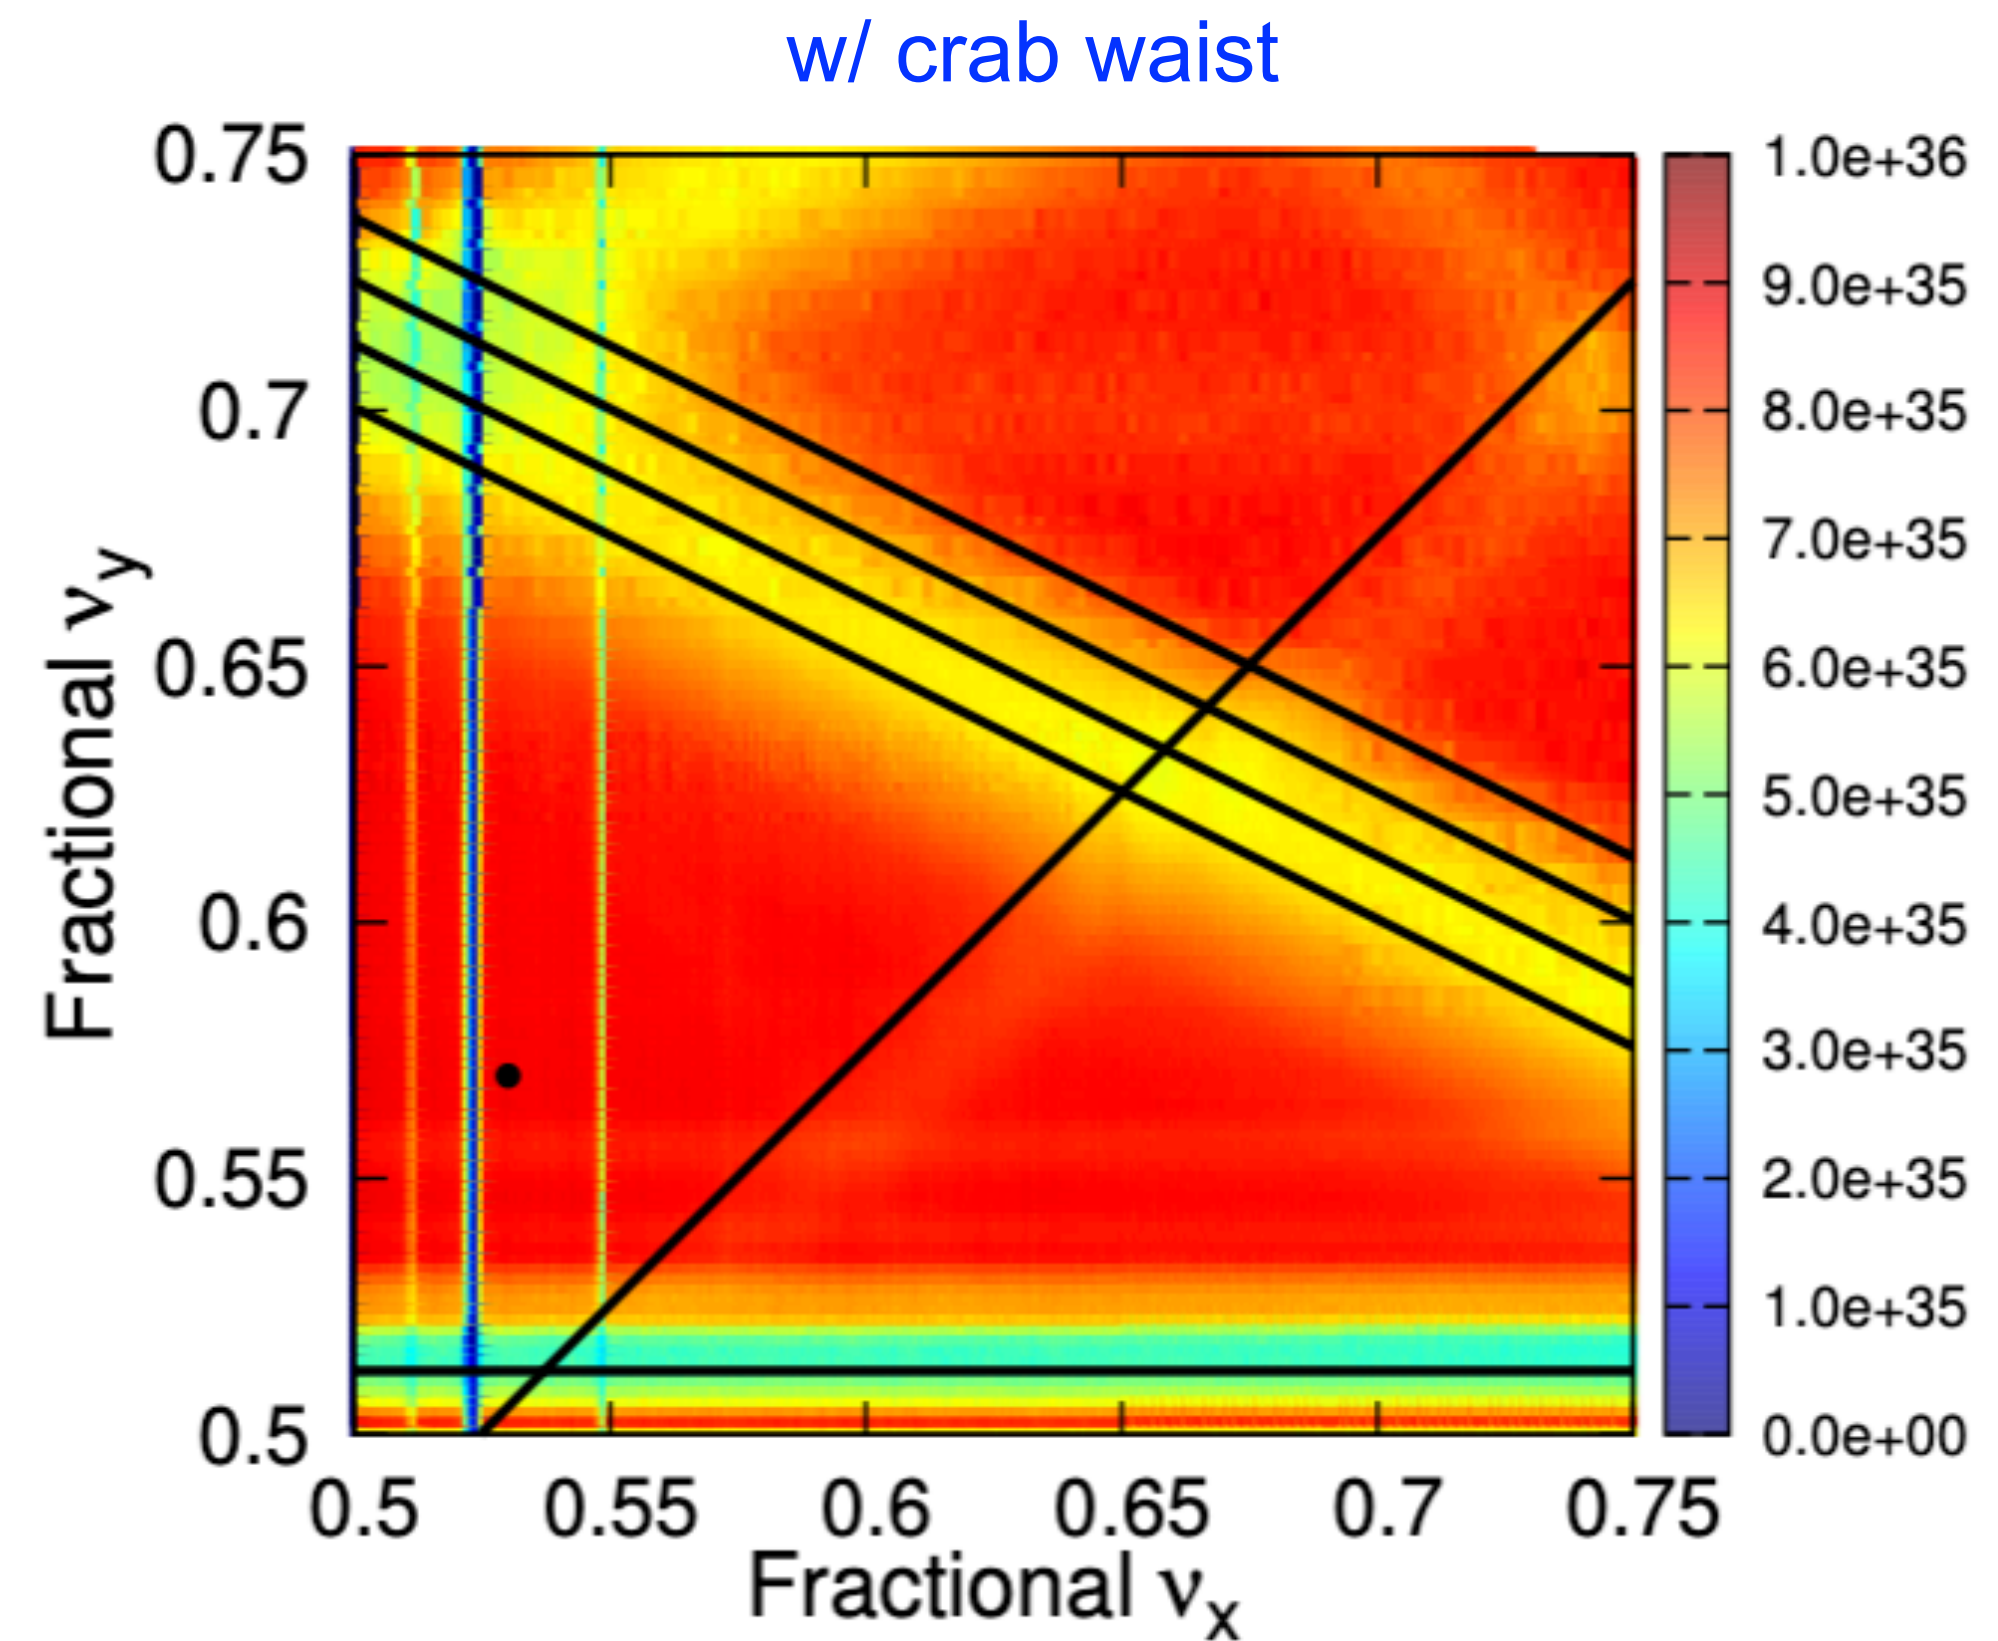 w/ crab waist
0.75
0.7
0.65
0.6
0.55
0.5
Fractional νy
0.5 0.55 0.6 0.65 0.7 0.75
Fractional νx
1.0e+36
9.0e+35
8.0e+35
7.0e+35
6.0e+35
5.0e+35
4.0e+35
3.0e+35
2.0e+35
1.0e+35
0.0e+00